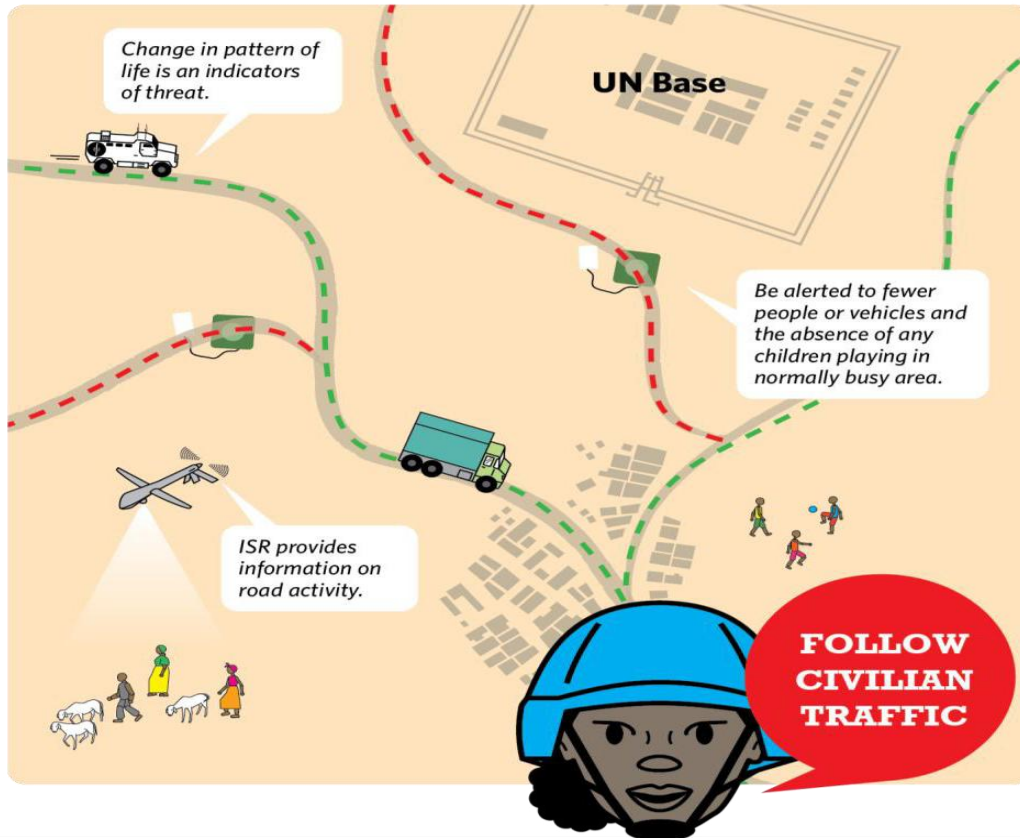 Change in pattern of
life is an indicators
of threat.
UN Base
Be alerted to fewer
people or vehicles and
the absence of any
children playing in
normally busy area.
ISR provides
information on
road activity.
FOLLOW
CIVILIAN
TRAFFIC